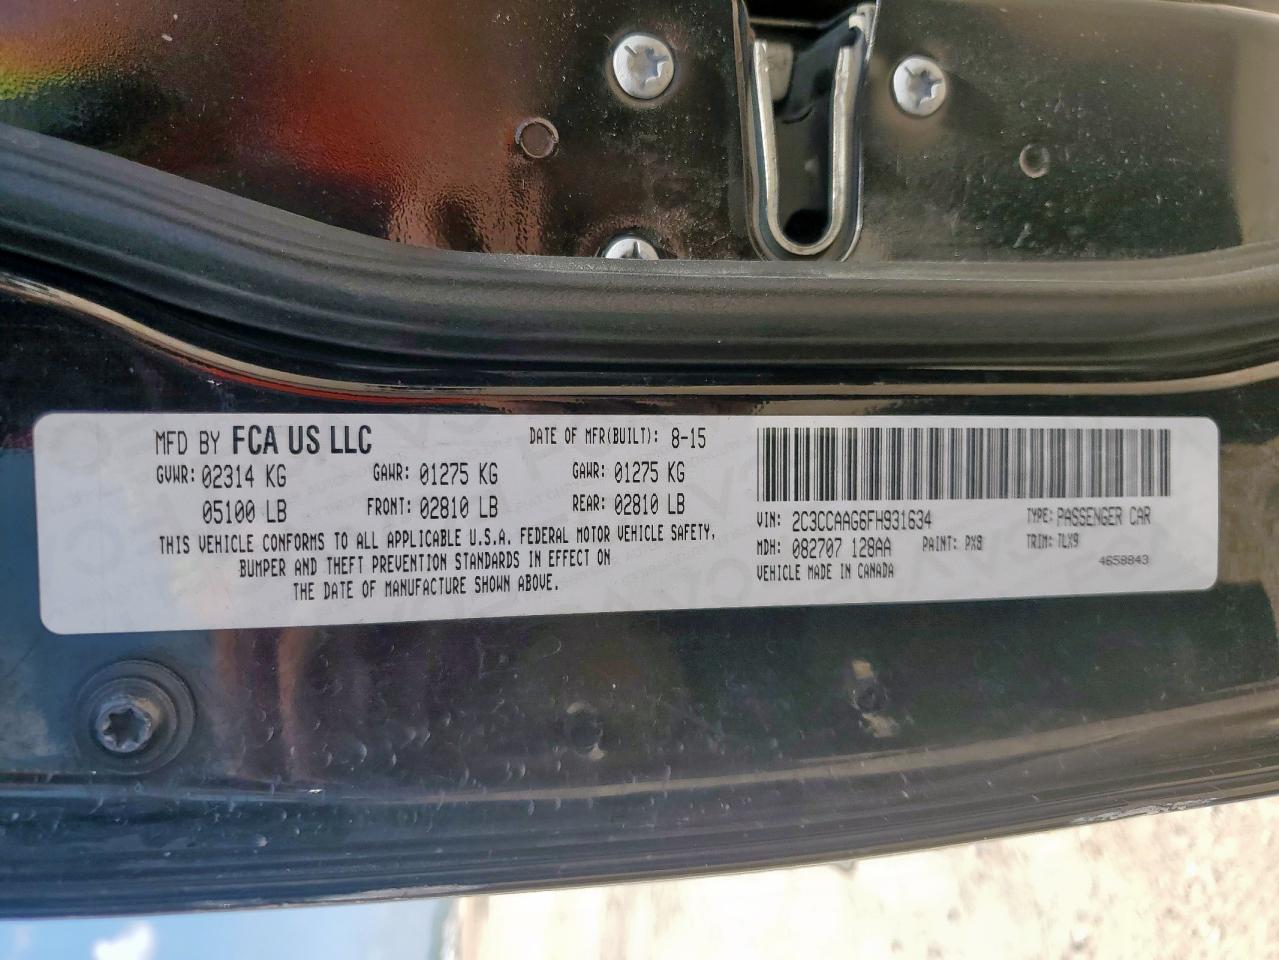 MFD BY FCA US LLC DATE OF MFR(BUILT): 8-15
GVWR: 02314 KG GAWR: 01275 KG GAWR: 01275 KG
05100 LB FRONT: 02810 LB REAR: 02810 LB
THIS VEHICLE CONFORMS TO ALL APPLICABLE U.S.A. FEDERAL MOTOR VEHICLE SAFETY,
BUMPER AND THEFT PREVENTION STANDARDS IN EFFECT ON
THE DATE OF MANUFACTURE SHOWN ABOVE.
VIN: 2C3CCAAG6FH931634 TYPE: PASSENGER CAR
MDH: 082707 128AA PAINT: PX8 TRIM: TLX9
VEHICLE MADE IN CANADA 4658843